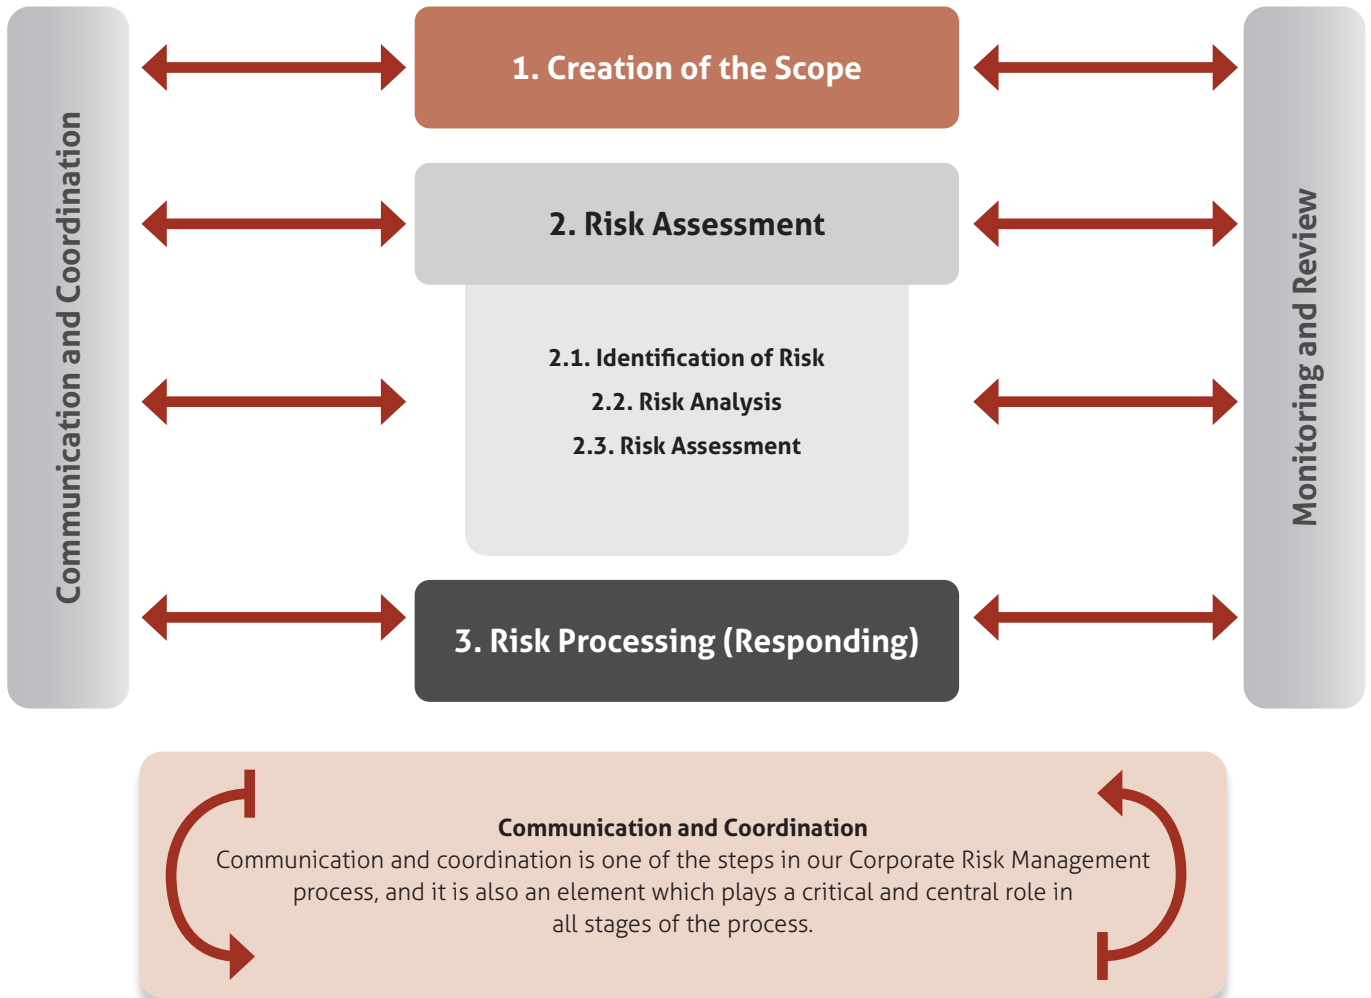 Communication and Coordination
1. Creation of the Scope
2. Risk Assessment
2.1. Identification of Risk
2.2. Risk Analysis
2.3. Risk Assessment
3. Risk Processing (Responding)
Monitoring and Review
Communication and Coordination
Communication and coordination is one of the steps in our Corporate Risk Management
process, and it is also an element which plays a critical and central role in
all stages of the process.